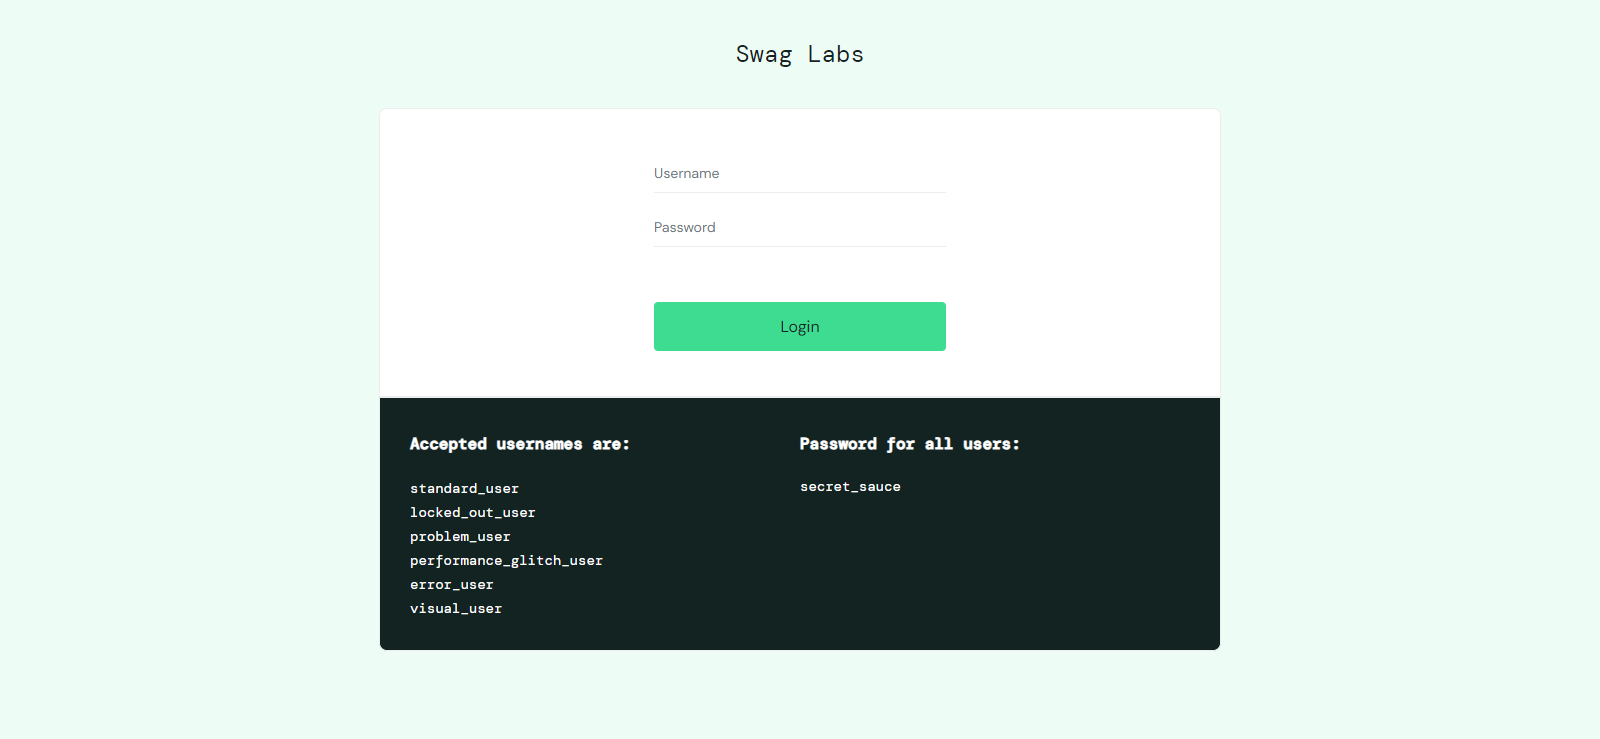 Swag Labs
Username
Password
Login
Accepted usernames are:
standard_user
locked_out_user
problem_user
performance_glitch_user
error_user
visual_user
Password for all users:
secret_sauce